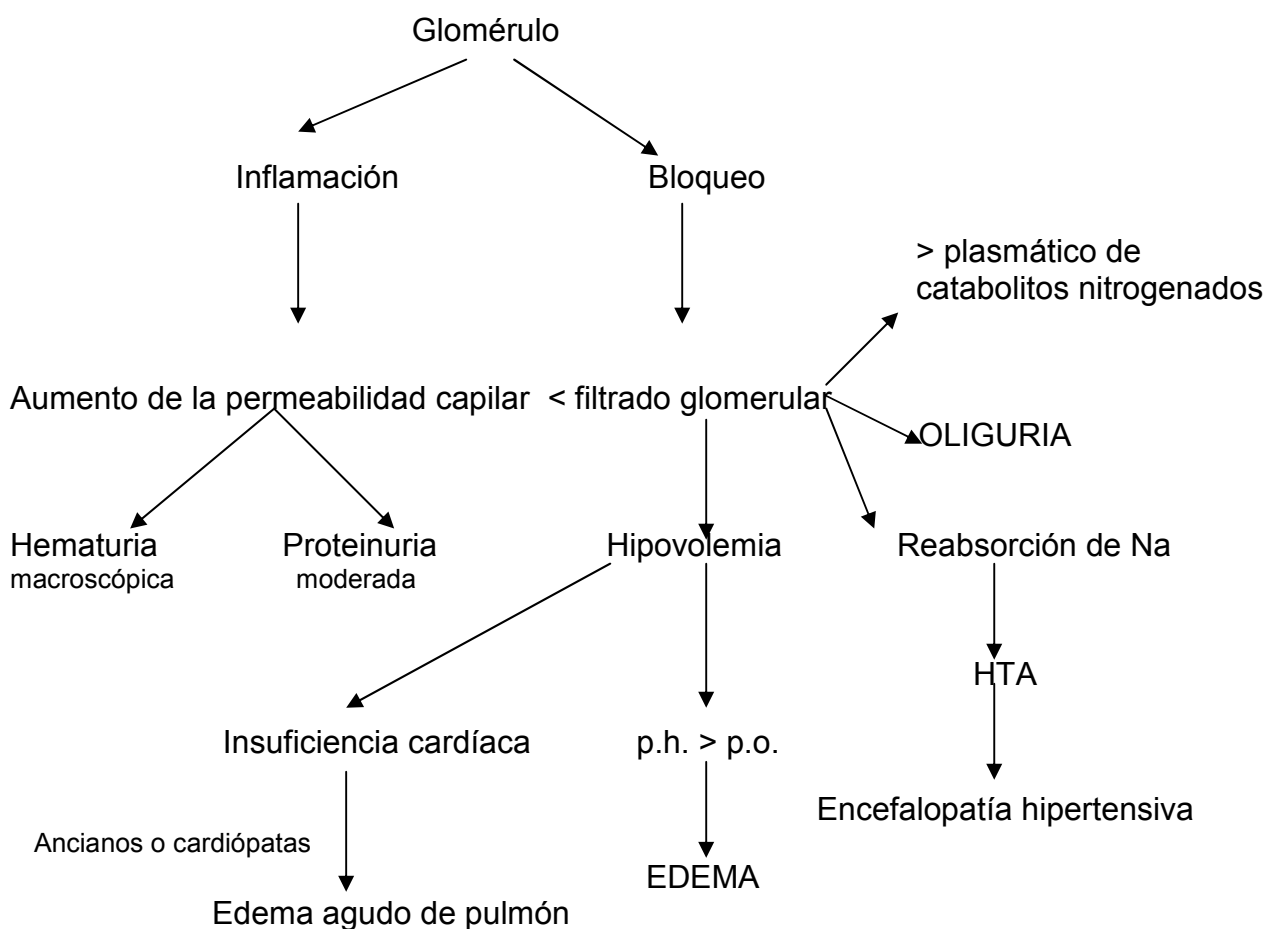 Glomérulo
Inflamación
Bloqueo
> plasmático de
catabolitos nitrogenados
Aumento de la permeabilidad capilar
< filtrado glomerular
OLIGURIA
Hematuria
macroscópica
Proteinuria
moderada
Hipovolemia
Reabsorción de Na
HTA
Insuficiencia cardíaca
p.h. > p.o.
Encefalopatía hipertensiva
Ancianos o cardiópatas
EDEMA
Edema agudo de pulmón